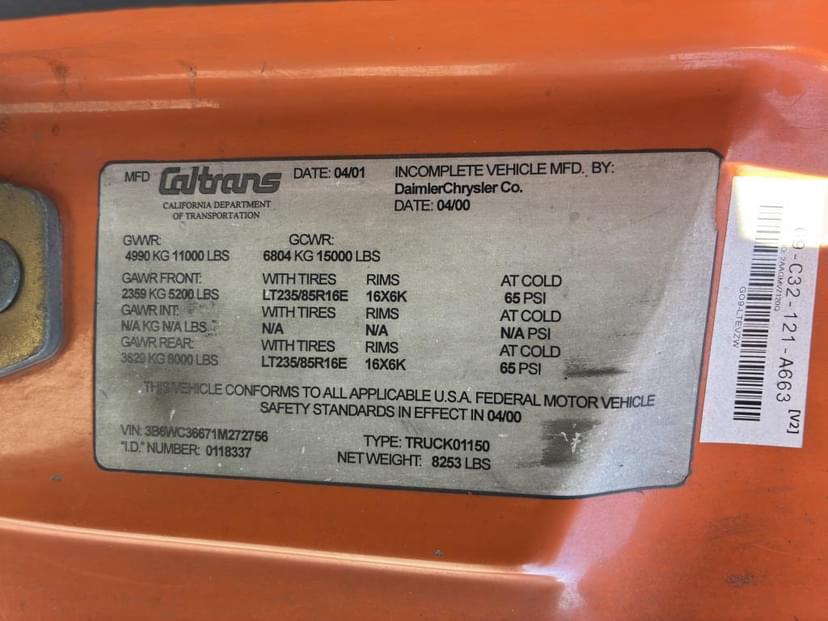 MFD Caltrans DATE: 04/01 INCOMPLETE VEHICLE MFD. BY:
CALIFORNIA DEPARTMENT DaimlerChrysler Co.
OF TRANSPORTATION DATE: 04/00
GVWR: GCWR:
4990 KG 11000 LBS 6804 KG 15000 LBS
GAWR FRONT: WITH TIRES RIMS AT COLD
2359 KG 5200 LBS LT235/85R16E 16X6K 65 PSI
GAWR INT: WITH TIRES RIMS AT COLD
N/A KG N/A LBS N/A N/A N/A PSI
GAWR REAR: WITH TIRES RIMS AT COLD
3629 KG 8000 LBS LT235/85R16E 16X6K 65 PSI
THIS VEHICLE CONFORMS TO ALL APPLICABLE U.S.A. FEDERAL MOTOR VEHICLE
SAFETY STANDARDS IN EFFECT IN 04/00
VIN: 3B6WC36671M272756 TYPE: TRUCK01150
"I.D." NUMBER: 0118337 NET WEIGHT: 8253 LBS
G9-C32-121-A663 [V2]